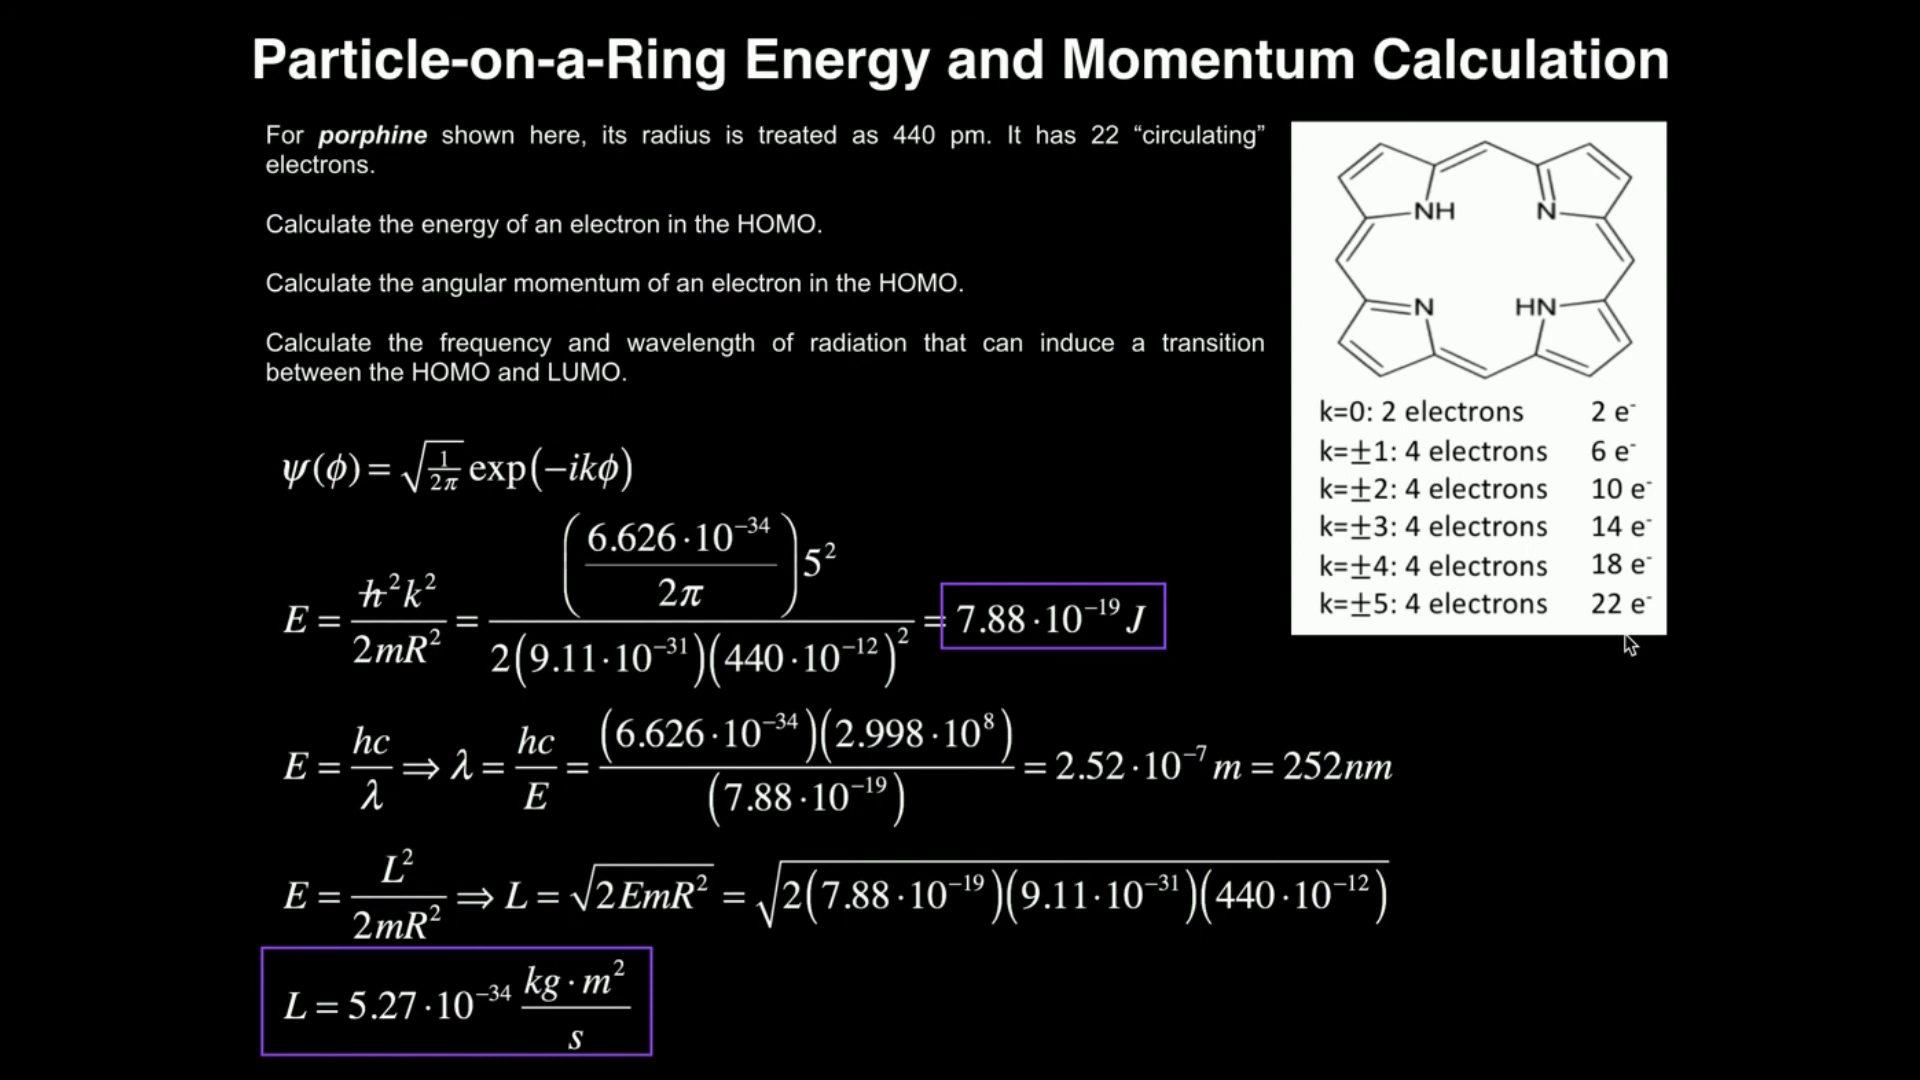 Particle-on-a-Ring Energy and Momentum Calculation
For porphine shown here, its radius is treated as 440 pm. It has 22 “circulating”
electrons.
Calculate the energy of an electron in the HOMO.
Calculate the angular momentum of an electron in the HOMO.
Calculate the frequency and wavelength of radiation that can induce a transition
between the HOMO and LUMO.
NH N
N HN
k=0: 2 electrons 2 e⁻
k=±1: 4 electrons 6 e⁻
k=±2: 4 electrons 10 e⁻
k=±3: 4 electrons 14 e⁻
k=±4: 4 electrons 18 e⁻
k=±5: 4 electrons 22 e⁻
ψ(φ) = √(1/2π) exp(−ikφ)
E = ħ²k² / 2mR² = (6.626·10⁻³⁴ / 2π) 5² / 2(9.11·10⁻³¹)(440·10⁻¹²)² = 7.88·10⁻¹⁹ J
E = hc/λ ⇒ λ = hc/E = (6.626·10⁻³⁴)(2.998·10⁸) / (7.88·10⁻¹⁹) = 2.52·10⁻⁷ m = 252nm
E = L² / 2mR² ⇒ L = √(2EmR²) = √(2(7.88·10⁻¹⁹)(9.11·10⁻³¹)(440·10⁻¹²))
L = 5.27·10⁻³⁴ kg·m² / s